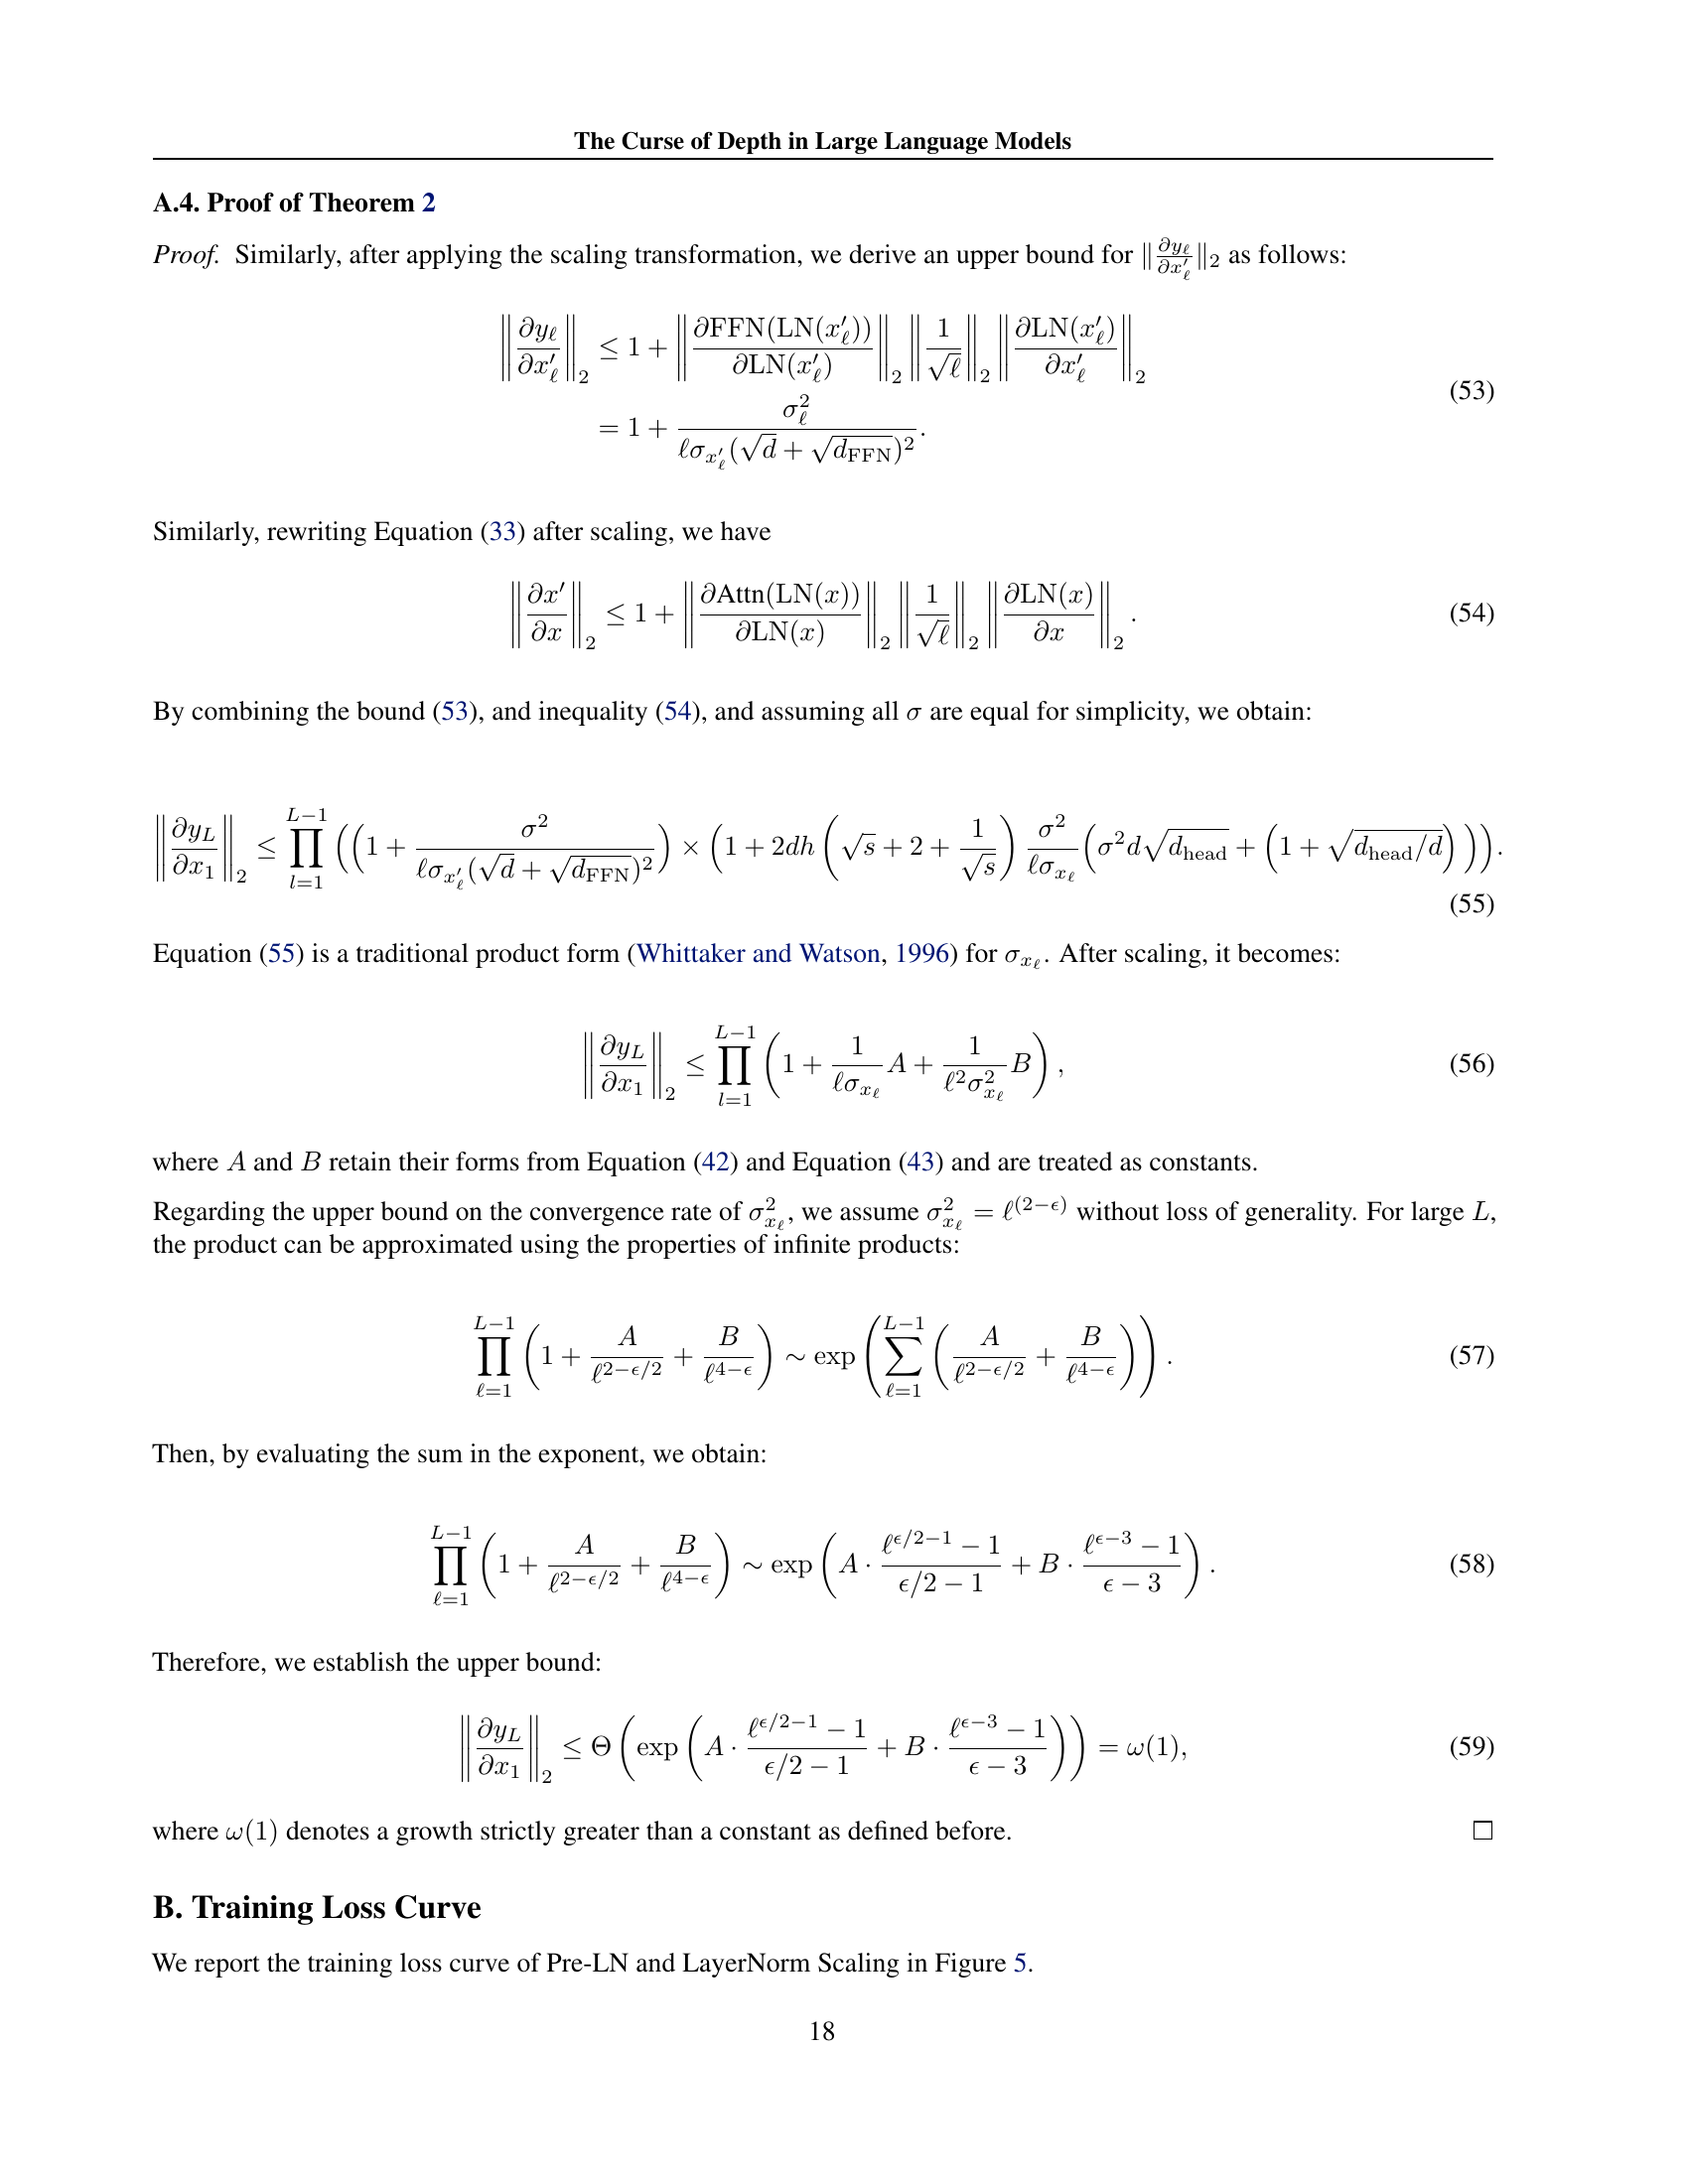 The Curse of Depth in Large Language Models
A.4. Proof of Theorem 2
Proof. Similarly, after applying the scaling transformation, we derive an upper bound for $\|\frac{\partial y_\ell}{\partial x'_\ell}\|_2$ as follows:
$\left\|\frac{\partial y_\ell}{\partial x'_\ell}\right\|_2 \leq 1 + \left\|\frac{\partial \text{FFN}(\text{LN}(x'_\ell))}{\partial \text{LN}(x'_\ell)}\right\|_2 \left\|\frac{1}{\sqrt{\ell}}\right\|_2 \left\|\frac{\partial \text{LN}(x'_\ell)}{\partial x'_\ell}\right\|_2$
$= 1 + \frac{\sigma_\ell^2}{\ell\sigma_{x'_\ell}(\sqrt{d} + \sqrt{d_{\text{FFN}}})^2}.$ (53)
Similarly, rewriting Equation (33) after scaling, we have
$\left\|\frac{\partial x'}{\partial x}\right\|_2 \leq 1 + \left\|\frac{\partial \text{Attn}(\text{LN}(x))}{\partial \text{LN}(x)}\right\|_2 \left\|\frac{1}{\sqrt{\ell}}\right\|_2 \left\|\frac{\partial \text{LN}(x)}{\partial x}\right\|_2.$ (54)
By combining the bound (53), and inequality (54), and assuming all $\sigma$ are equal for simplicity, we obtain:
$\left\|\frac{\partial y_L}{\partial x_1}\right\|_2 \leq \prod_{l=1}^{L-1} \left(\left(1 + \frac{\sigma^2}{\ell\sigma_{x'_\ell}(\sqrt{d} + \sqrt{d_{\text{FFN}}})^2}\right) \times \left(1 + 2dh\left(\sqrt{s} + 2 + \frac{1}{\sqrt{s}}\right)\frac{\sigma^2}{\ell\sigma_{x_\ell}}\left(\sigma^2 d\sqrt{d_{\text{head}}} + \left(1 + \sqrt{d_{\text{head}}/d}\right)\right)\right)\right).$
(55)
Equation (55) is a traditional product form (Whittaker and Watson, 1996) for $\sigma_{x_\ell}$. After scaling, it becomes:
$\left\|\frac{\partial y_L}{\partial x_1}\right\|_2 \leq \prod_{l=1}^{L-1} \left(1 + \frac{1}{\ell\sigma_{x_\ell}}A + \frac{1}{\ell^2\sigma_{x_\ell}^2}B\right),$ (56)
where $A$ and $B$ retain their forms from Equation (42) and Equation (43) and are treated as constants.
Regarding the upper bound on the convergence rate of $\sigma_{x_\ell}^2$, we assume $\sigma_{x_\ell}^2 = \ell^{(2-\epsilon)}$ without loss of generality. For large $L$,
the product can be approximated using the properties of infinite products:
$\prod_{\ell=1}^{L-1} \left(1 + \frac{A}{\ell^{2-\epsilon/2}} + \frac{B}{\ell^{4-\epsilon}}\right) \sim \exp\left(\sum_{\ell=1}^{L-1} \left(\frac{A}{\ell^{2-\epsilon/2}} + \frac{B}{\ell^{4-\epsilon}}\right)\right).$ (57)
Then, by evaluating the sum in the exponent, we obtain:
$\prod_{\ell=1}^{L-1} \left(1 + \frac{A}{\ell^{2-\epsilon/2}} + \frac{B}{\ell^{4-\epsilon}}\right) \sim \exp\left(A \cdot \frac{\ell^{\epsilon/2-1} - 1}{\epsilon/2 - 1} + B \cdot \frac{\ell^{\epsilon-3} - 1}{\epsilon - 3}\right).$ (58)
Therefore, we establish the upper bound:
$\left\|\frac{\partial y_L}{\partial x_1}\right\|_2 \leq \Theta\left(\exp\left(A \cdot \frac{\ell^{\epsilon/2-1} - 1}{\epsilon/2 - 1} + B \cdot \frac{\ell^{\epsilon-3} - 1}{\epsilon - 3}\right)\right) = \omega(1),$ (59)
where $\omega(1)$ denotes a growth strictly greater than a constant as defined before. □
B. Training Loss Curve
We report the training loss curve of Pre-LN and LayerNorm Scaling in Figure 5.
18